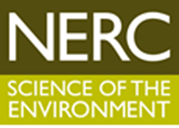 NERC
SCIENCE OF THE
ENVIRONMENT